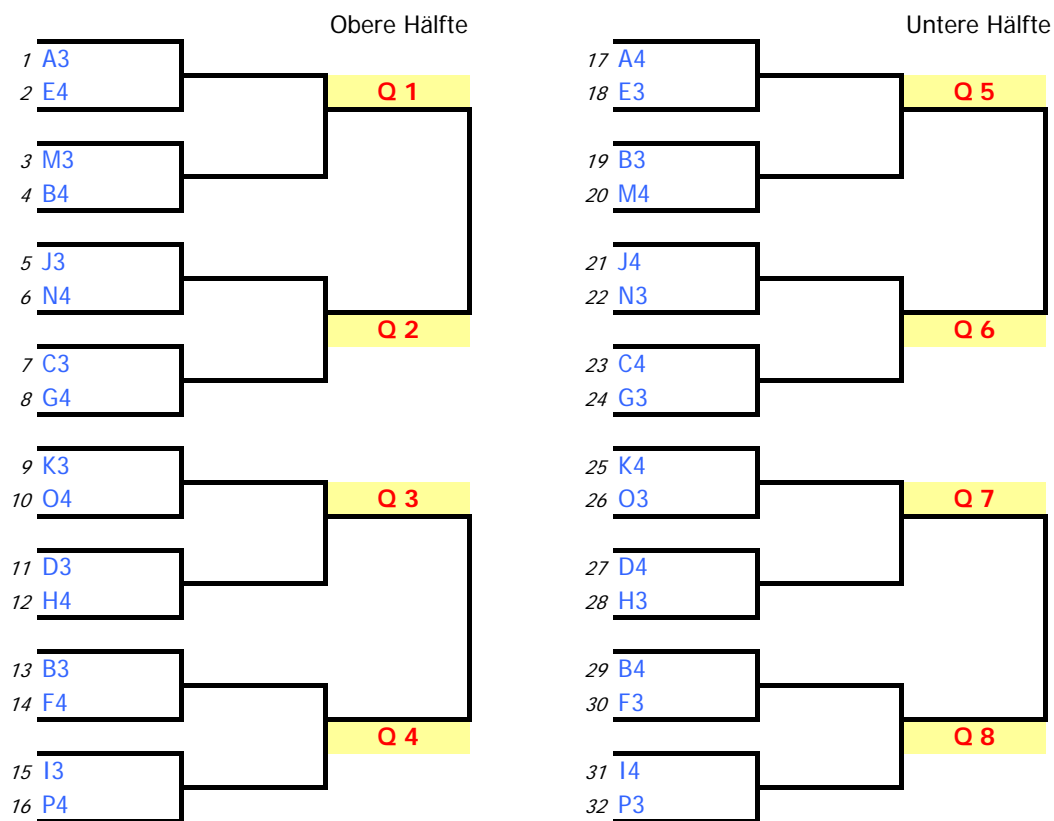 Obere Hälfte
1 A3
2 E4
Q 1
3 M3
4 B4
5 J3
6 N4
Q 2
7 C3
8 G4
9 K3
10 O4
Q 3
11 D3
12 H4
13 B3
14 F4
Q 4
15 I3
16 P4
Untere Hälfte
17 A4
18 E3
Q 5
19 B3
20 M4
21 J4
22 N3
Q 6
23 C4
24 G3
25 K4
26 O3
Q 7
27 D4
28 H3
29 B4
30 F3
Q 8
31 I4
32 P3